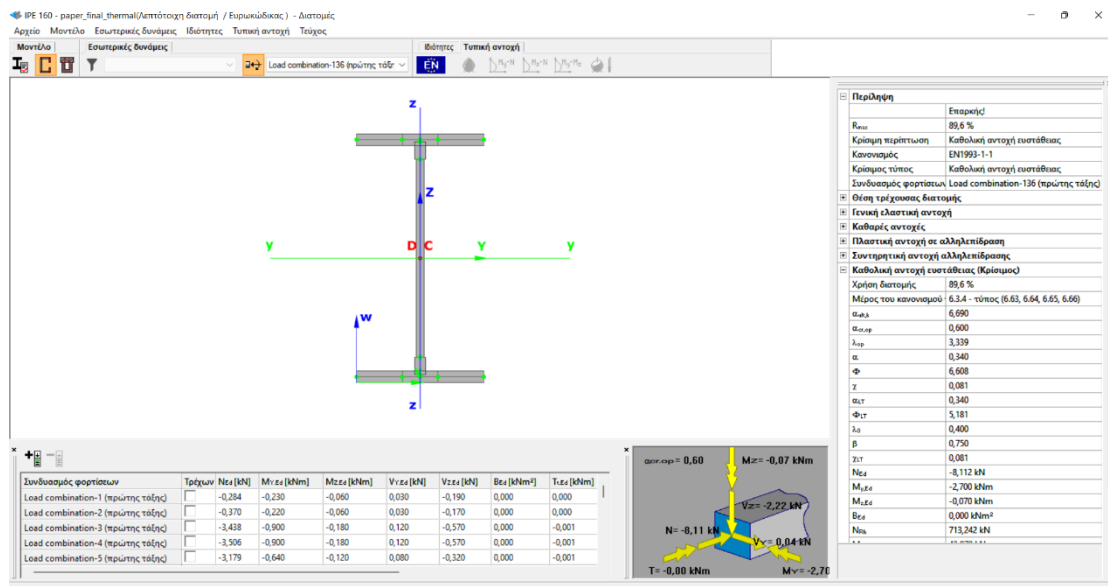 IPE 160 - paper_final_thermal(Λεπτότοιχη διατομή / Ευρωκώδικας ) - Διατομές
Αρχείο Μοντέλο Εσωτερικές δυνάμεις Ιδιότητες Τυπική αντοχή Τεύχος
Μοντέλο Εσωτερικές δυνάμεις Ιδιότητες Τυπική αντοχή
Load combination-136 (πρώτης τάξης
EN
z
Z
y D C Y y
w
z
Περίληψη
Επαρκής!
Rmax 89,6 %
Κρίσιμη περίπτωση Καθολική αντοχή ευστάθειας
Κανονισμός EN1993-1-1
Κρίσιμος τύπος Καθολική αντοχή ευστάθειας
Συνδυασμός φορτίσεων Load combination-136 (πρώτης τάξης)
Θέση τρέχουσας διατομής
Γενική ελαστική αντοχή
Καθαρές αντοχές
Πλαστική αντοχή σε αλληλεπίδραση
Συντηρητική αντοχή αλληλεπίδρασης
Καθολική αντοχή ευστάθειας (Κρίσιμος)
Χρήση διατομής 89,6 %
Μέρος του κανονισμού 6.3.4 - τύπος (6.63, 6.64, 6.65, 6.66)
αult,k 6,690
αcr,op 0,600
λop 3,339
α 0,340
Φ 6,608
χ 0,081
αLT 0,340
ΦLT 5,181
λ0 0,400
β 0,750
χLT 0,081
NEd -8,112 kN
My,Ed -2,700 kNm
Mz,Ed -0,070 kNm
BEd 0,000 kNm²
NRk 713,242 kN
Συνδυασμός φορτίσεων Τρέχων NEd [kN] MY,Ed [kNm] MZ,Ed [kNm] VY,Ed [kN] VZ,Ed [kN] BEd [kNm²] Tt,Ed [kNm]
Load combination-1 (πρώτης τάξης) -0,284 -0,230 -0,060 0,030 -0,190 0,000 0,000
Load combination-2 (πρώτης τάξης) -0,370 -0,220 -0,060 0,030 -0,170 0,000 0,000
Load combination-3 (πρώτης τάξης) -3,438 -0,900 -0,180 0,120 -0,570 0,000 -0,001
Load combination-4 (πρώτης τάξης) -3,506 -0,900 -0,180 0,120 -0,570 0,000 -0,001
Load combination-5 (πρώτης τάξης) -3,179 -0,640 -0,120 0,080 -0,320 0,000 -0,001
αcr.op= 0,60 Mz= -0,07 kNm
Vz= -2,22 kN
N= -8,11 kN
VY= 0,04 kN
T= -0,00 kNm MY= -2,70